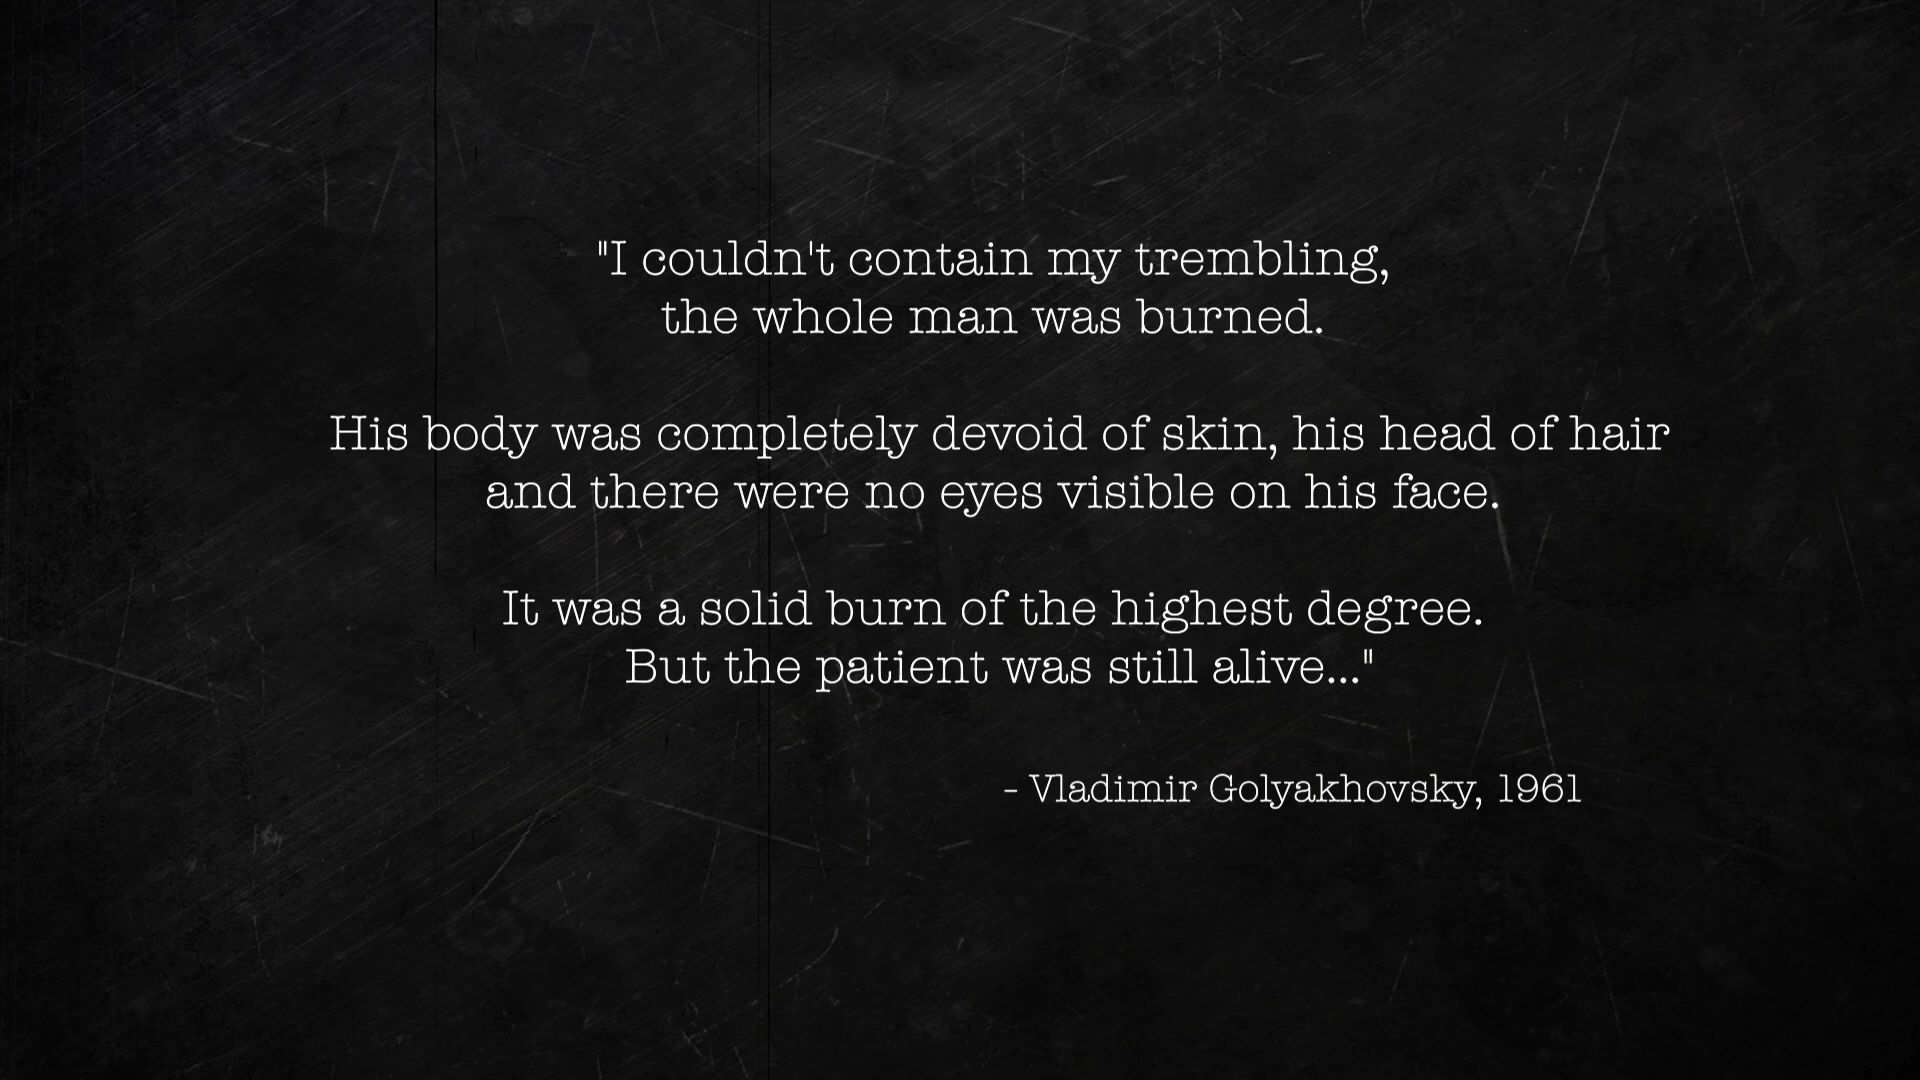 "I couldn't contain my trembling,
the whole man was burned.
His body was completely devoid of skin, his head of hair
and there were no eyes visible on his face.
It was a solid burn of the highest degree.
But the patient was still alive..."
- Vladimir Golyakhovsky, 1961